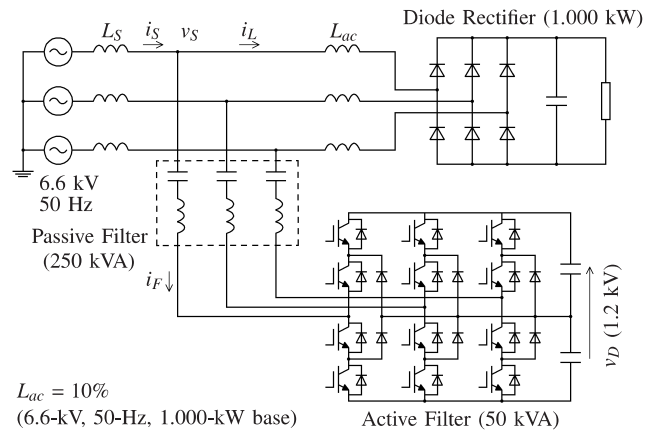 Diode Rectifier (1.000 kW)
L_S i_S v_S i_L L_ac
6.6 kV
50 Hz
Passive Filter
(250 kVA)
i_F
v_D (1.2 kV)
L_ac = 10%
(6.6-kV, 50-Hz, 1.000-kW base)
Active Filter (50 kVA)